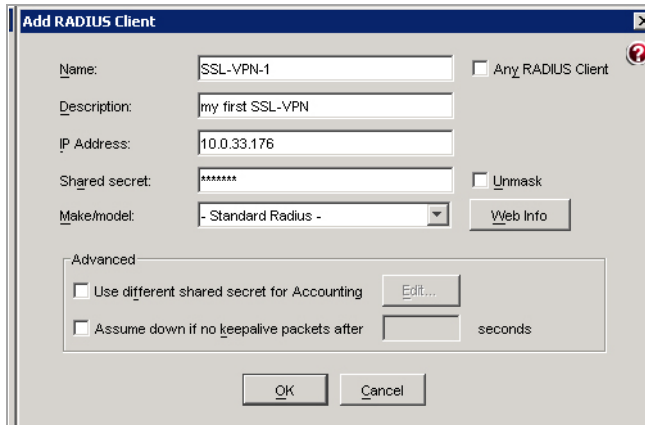 Add RADIUS Client
Name: SSL-VPN-1 Any RADIUS Client
Description: my first SSL-VPN
IP Address: 10.0.33.176
Shared secret: ******* Unmask
Make/model: - Standard Radius - Web Info
Advanced
Use different shared secret for Accounting Edit...
Assume down if no keepalive packets after seconds
OK Cancel